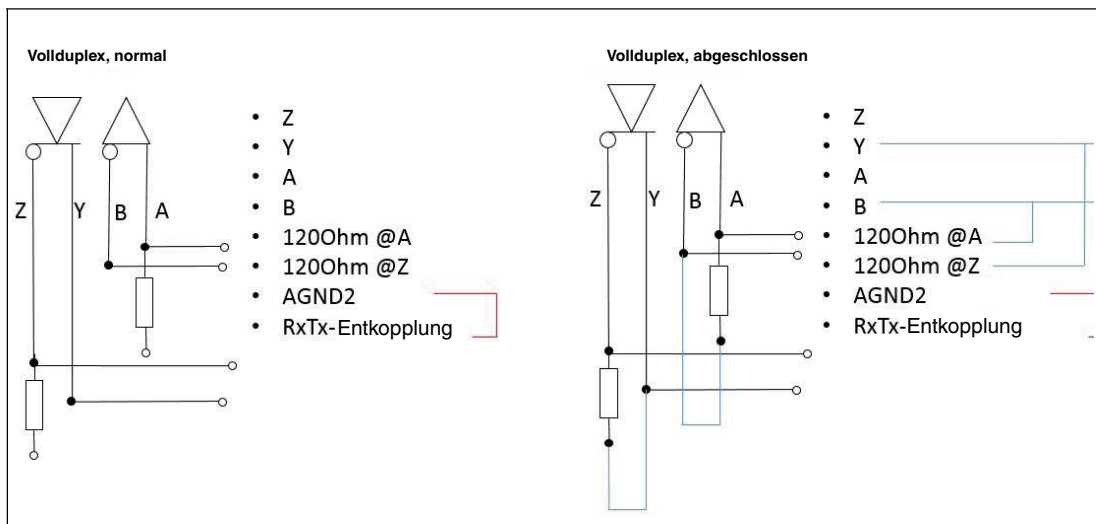 Vollduplex, normal
Z
Y
B
A
• Z
• Y
• A
• B
• 120Ohm @A
• 120Ohm @Z
• AGND2
• RxTx-Entkopplung
Vollduplex, abgeschlossen
Z
Y
B
A
• Z
• Y
• A
• B
• 120Ohm @A
• 120Ohm @Z
• AGND2
• RxTx-Entkopplung